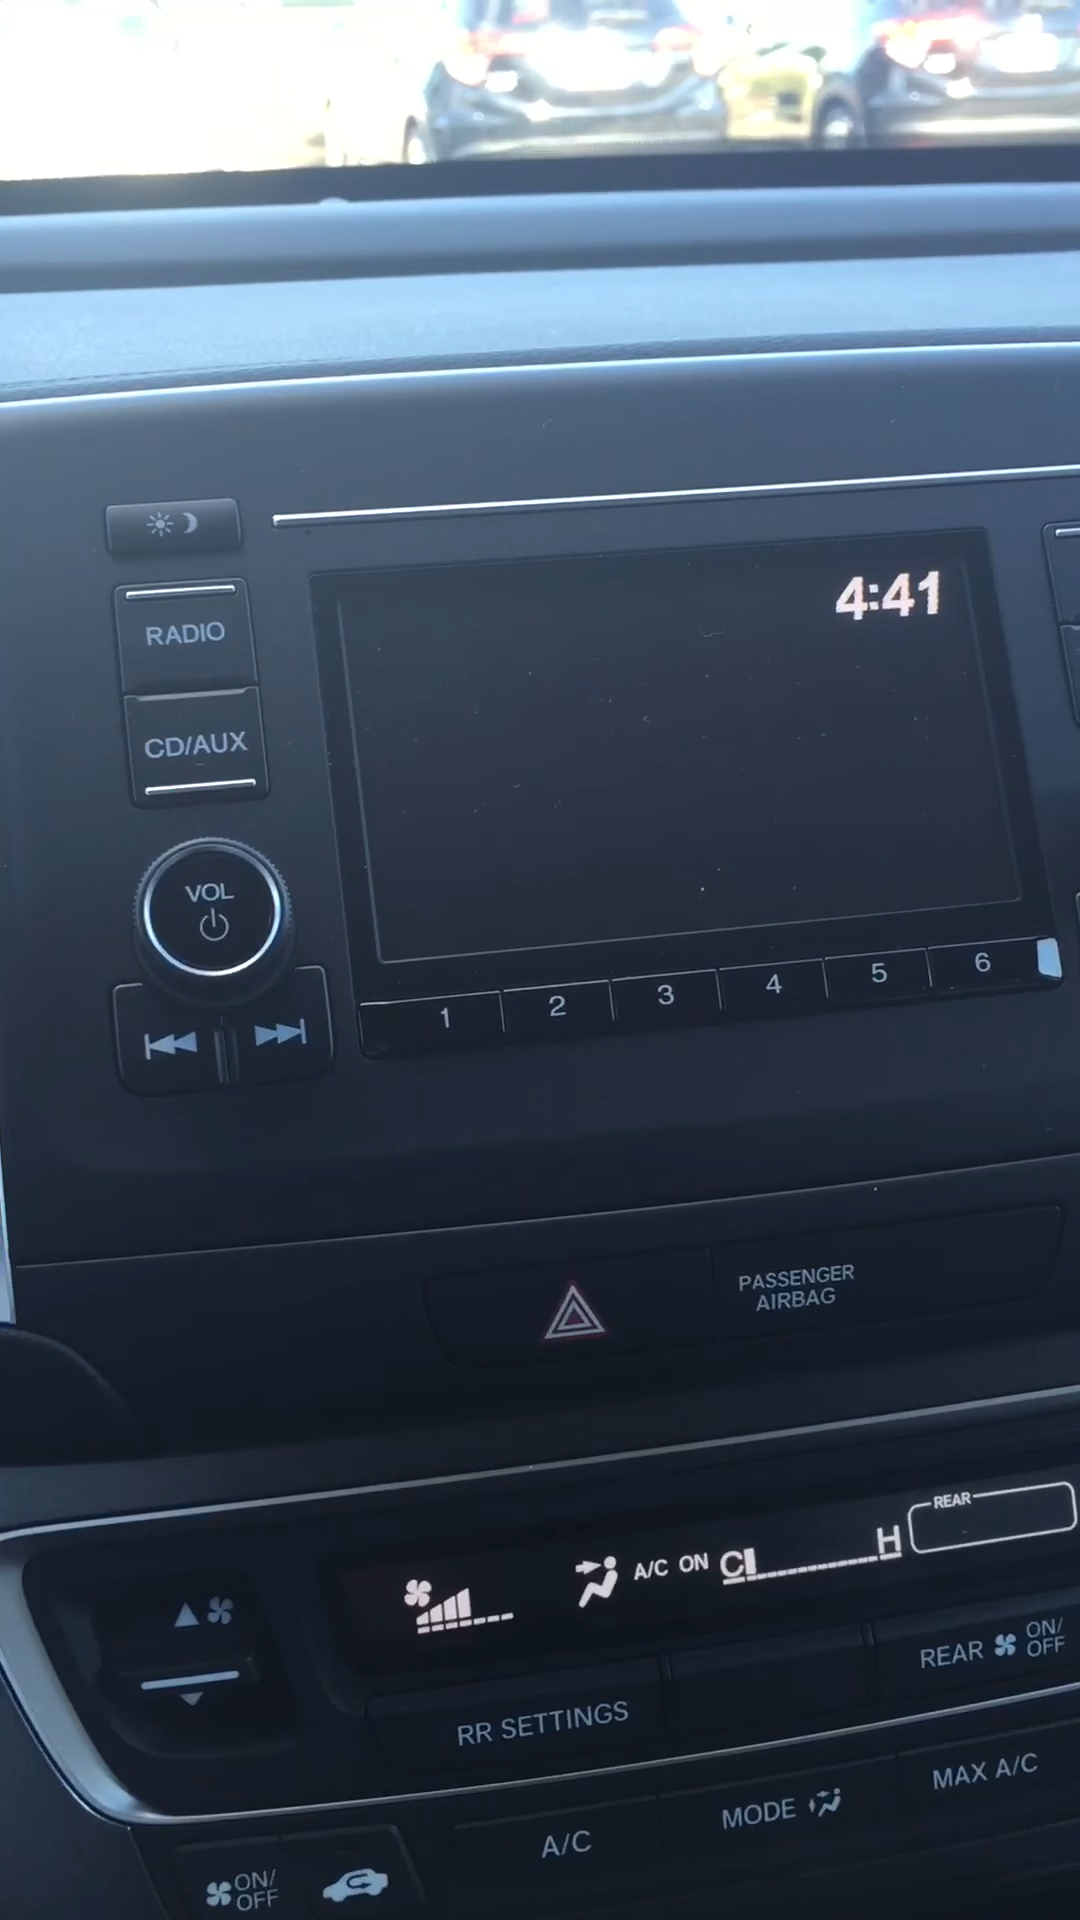 4:41
RADIO
CD/AUX
VOL
1 2 3 4 5 6
PASSENGER
AIRBAG
REAR
A/C ON C H
REAR ON/
OFF
RR SETTINGS
MAX A/C
MODE
A/C
ON/
OFF